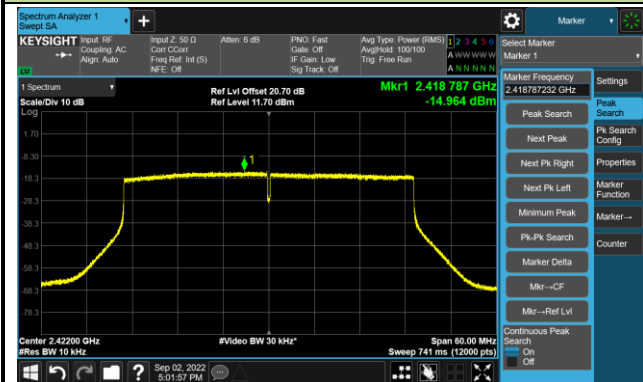 Spectrum Analyzer 1
Swept SA
Marker
KEYSIGHT
Input: RF
Coupling: AC
Align: Auto
Input Z: 50 Ω
Corr CCorr
Freq Ref: Int (S)
NFE: Off
Atten: 6 dB
PNO: Fast
Gate: Off
IF Gain: Low
Sig Track: Off
Avg Type: Power (RMS)
Avg|Hold: 100/100
Trig: Free Run
1 2 3 4 5 6
A W W W W W
A N N N N N
LXI
Select Marker
Marker 1
1 Spectrum
Scale/Div 10 dB
Ref Lvl Offset 20.70 dB
Ref Level 11.70 dBm
Mkr1 2.418 787 GHz
-14.964 dBm
Log
1.70
-8.30
-18.3
-28.3
-38.3
-48.3
-58.3
-68.3
-78.3
1
Center 2.42200 GHz
#Res BW 10 kHz
#Video BW 30 kHz*
Span 60.00 MHz
Sweep 741 ms (12000 pts)
Marker Frequency
2.418787232 GHz
Peak Search
Next Peak
Next Pk Right
Next Pk Left
Minimum Peak
Pk-Pk Search
Marker Delta
Mkr→CF
Mkr→Ref Lvl
Continuous Peak
Search
On
Off
Settings
Peak
Search
Pk Search
Config
Properties
Marker
Function
Marker→
Counter
Sep 02, 2022
5:01:57 PM